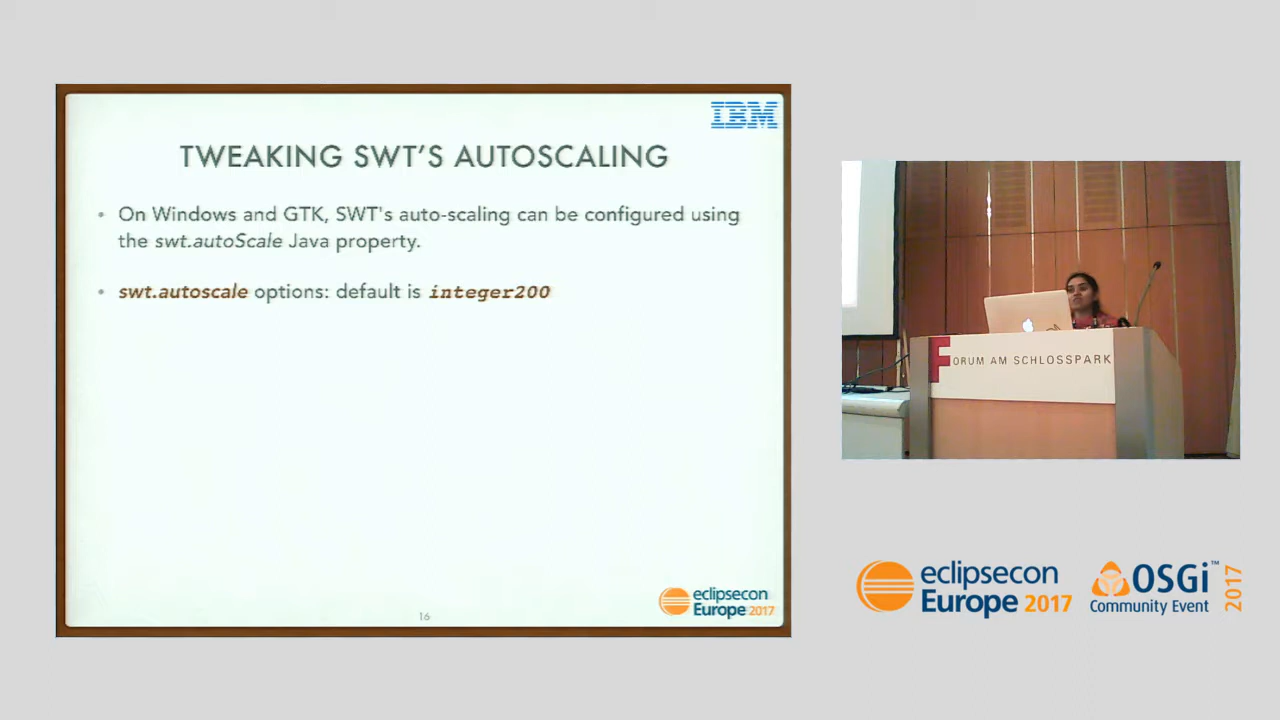 IBM
TWEAKING SWT'S AUTOSCALING
• On Windows and GTK, SWT's auto-scaling can be configured using
the swt.autoScale Java property.
• swt.autoscale options: default is integer200
eclipsecon
Europe 2017
16
FORUM AM SCHLOSSPARK
eclipsecon
Europe 2017
OSGi™
Community Event
2017